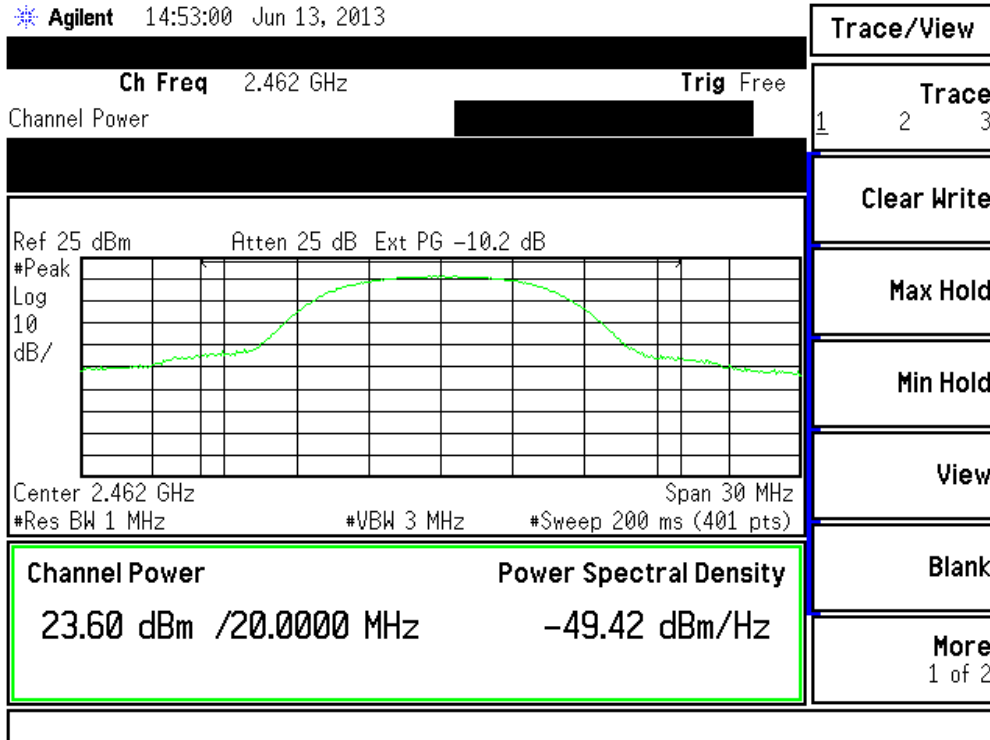 Agilent 14:53:00 Jun 13, 2013
Ch Freq 2.462 GHz Trig Free
Channel Power
Ref 25 dBm Atten 25 dB Ext PG -10.2 dB
#Peak
Log
10
dB/
Center 2.462 GHz Span 30 MHz
#Res BW 1 MHz #VBW 3 MHz #Sweep 200 ms (401 pts)
Channel Power Power Spectral Density
23.60 dBm /20.0000 MHz -49.42 dBm/Hz
Trace/View
Trace
1 2 3
Clear Write
Max Hold
Min Hold
View
Blank
More
1 of 2